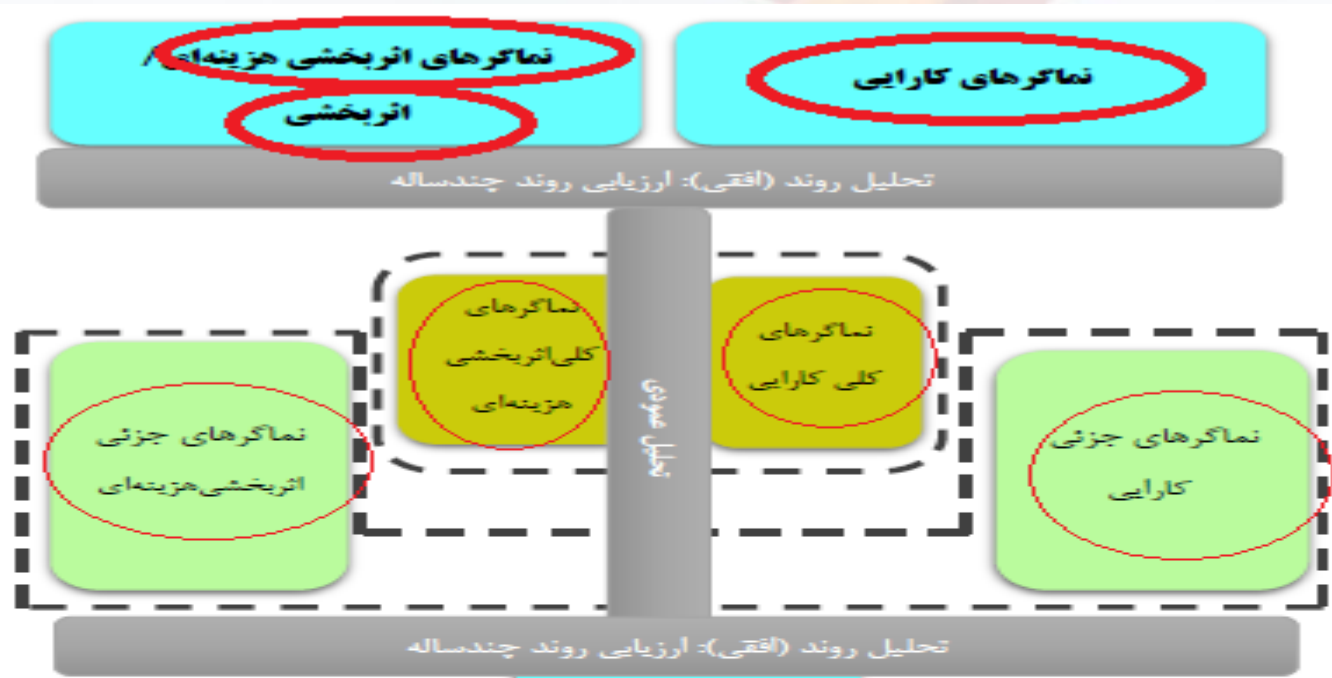 نماگرهای کارایی
نماگرهای اثربخشی هزینه‌ای /
اثربخشی
تحلیل روند (افقی): ارزیابی روند چندساله
نماگرهای
کلی کارایی
نماگرهای
کلی‌اثربخشی
هزینه‌ای
تحلیل عمودی
نماگرهای جزئی
کارایی
نماگرهای جزئی
اثربخشی‌هزینه‌ای
تحلیل روند (افقی): ارزیابی روند چندساله